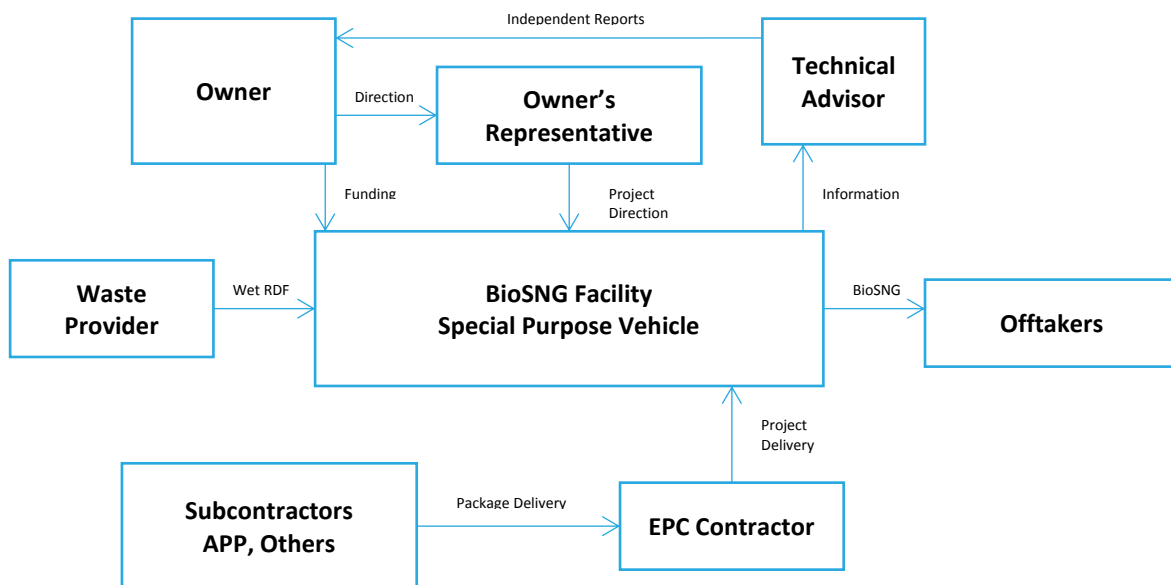 Independent Reports
Owner
Direction
Owner’s
Representative
Technical
Advisor
Funding
Project
Direction
Information
Waste
Provider
Wet RDF
BioSNG Facility
Special Purpose Vehicle
BioSNG
Offtakers
Project
Delivery
Subcontractors
APP, Others
Package Delivery
EPC Contractor